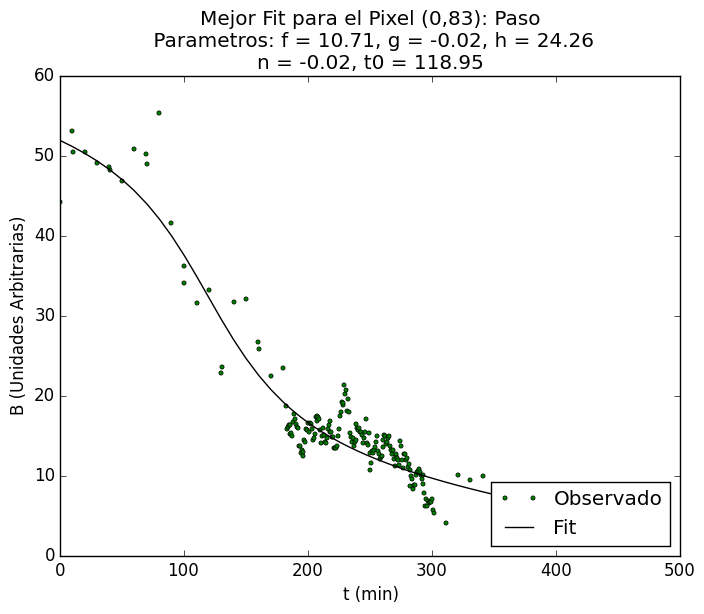 Mejor Fit para el Pixel (0,83): Paso
Parametros: f = 10.71, g = -0.02, h = 24.26
n = -0.02, t0 = 118.95
60
50
40
30
20
10
0
B (Unidades Arbitrarias)
Observado
Fit
0 100 200 300 400 500
t (min)